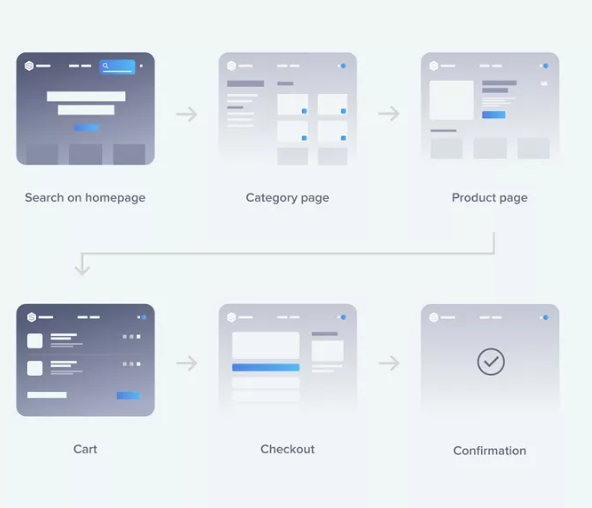 Search on homepage
Category page
Product page
Cart
Checkout
Confirmation